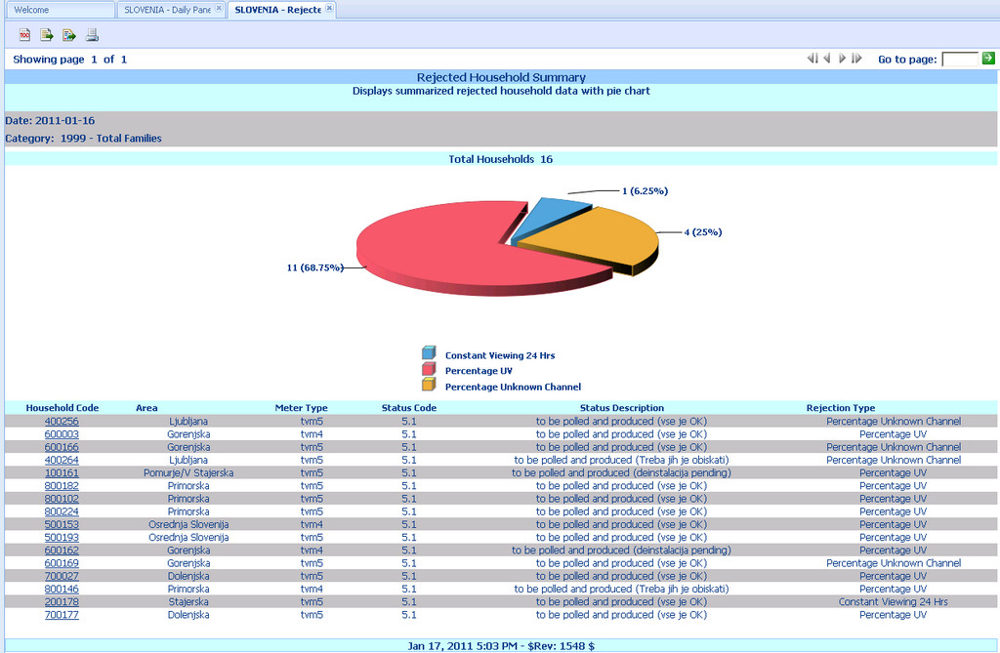 Welcome SLOVENIA - Daily Pane SLOVENIA - Rejecte
TOC
Showing page 1 of 1 Go to page:
Rejected Household Summary
Displays summarized rejected household data with pie chart
Date: 2011-01-16
Category: 1999 - Total Families
Total Households 16
1 (6.25%)
4 (25%)
11 (68.75%)
Constant Viewing 24 Hrs
Percentage UV
Percentage Unknown Channel
Household Code Area Meter Type Status Code Status Description Rejection Type
400256 Ljubljana tvm5 5.1 to be polled and produced (vse je OK) Percentage Unknown Channel
600003 Gorenjska tvm4 5.1 to be polled and produced (vse je OK) Percentage UV
600166 Gorenjska tvm4 5.1 to be polled and produced (vse je OK) Percentage Unknown Channel
400264 Ljubljana tvm5 5.1 to be polled and produced (Treba jih je obiskati) Percentage Unknown Channel
100161 Pomurje/V Stajerska tvm5 5.1 to be polled and produced (deinstalacija pending) Percentage UV
800182 Primorska tvm5 5.1 to be polled and produced (vse je OK) Percentage UV
800102 Primorska tvm5 5.1 to be polled and produced (vse je OK) Percentage UV
800224 Primorska tvm5 5.1 to be polled and produced (vse je OK) Percentage UV
500153 Osrednja Slovenija tvm4 5.1 to be polled and produced (vse je OK) Percentage UV
500193 Osrednja Slovenija tvm5 5.1 to be polled and produced (vse je OK) Percentage UV
600162 Gorenjska tvm4 5.1 to be polled and produced (deinstalacija pending) Percentage UV
600169 Gorenjska tvm5 5.1 to be polled and produced (vse je OK) Percentage Unknown Channel
700027 Dolenjska tvm5 5.1 to be polled and produced (vse je OK) Percentage UV
800146 Primorska tvm4 5.1 to be polled and produced (Treba jih je obiskati) Percentage UV
200178 Stajerska tvm5 5.1 to be polled and produced (vse je OK) Constant Viewing 24 Hrs
700177 Dolenjska tvm5 5.1 to be polled and produced (vse je OK) Percentage UV
Jan 17, 2011 5:03 PM - $Rev: 1548 $